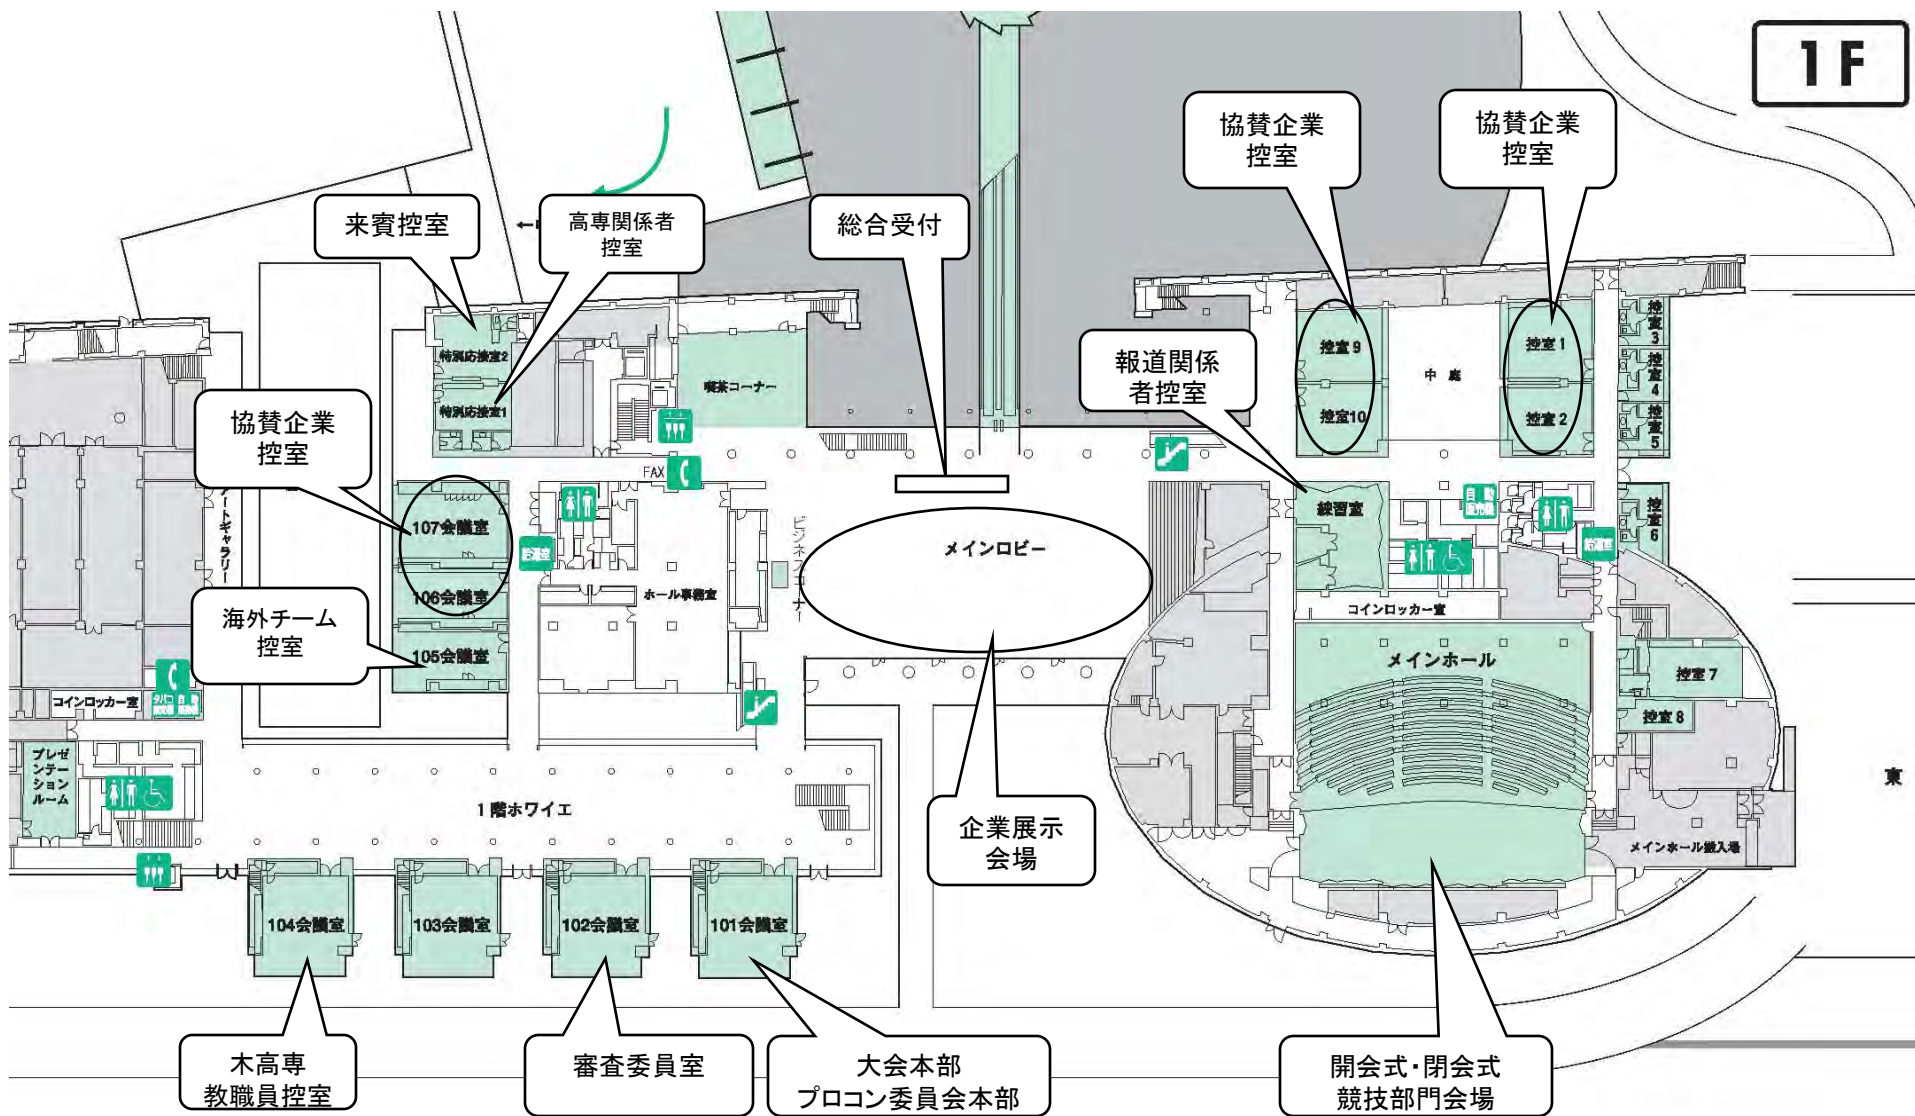 1F
協賛企業
控室
協賛企業
控室
来賓控室
高専関係者
控室
総合受付
特別応接室2
特別応接室1
喫茶コーナー
報道関係
者控室
控室9
控室10
中庭
控室1
控室2
控室3
控室4
控室5
控室6
協賛企業
控室
FAX
107会議室
106会議室
105会議室
給湯室
ホール事務室
ビジネスコーナー
メインロビー
練習室
自動
給湯室
コインロッカー室
アートギャラリー
海外チーム
控室
メインホール
控室7
控室8
コインロッカー室
タバコ
自動
プレゼ
ンテー
ション
ルーム
1階ホワイエ
企業展示
会場
東
メインホール搬入場
104会議室
103会議室
102会議室
101会議室
木高専
教職員控室
審査委員室
大会本部
プロコン委員会本部
開会式・閉会式
競技部門会場